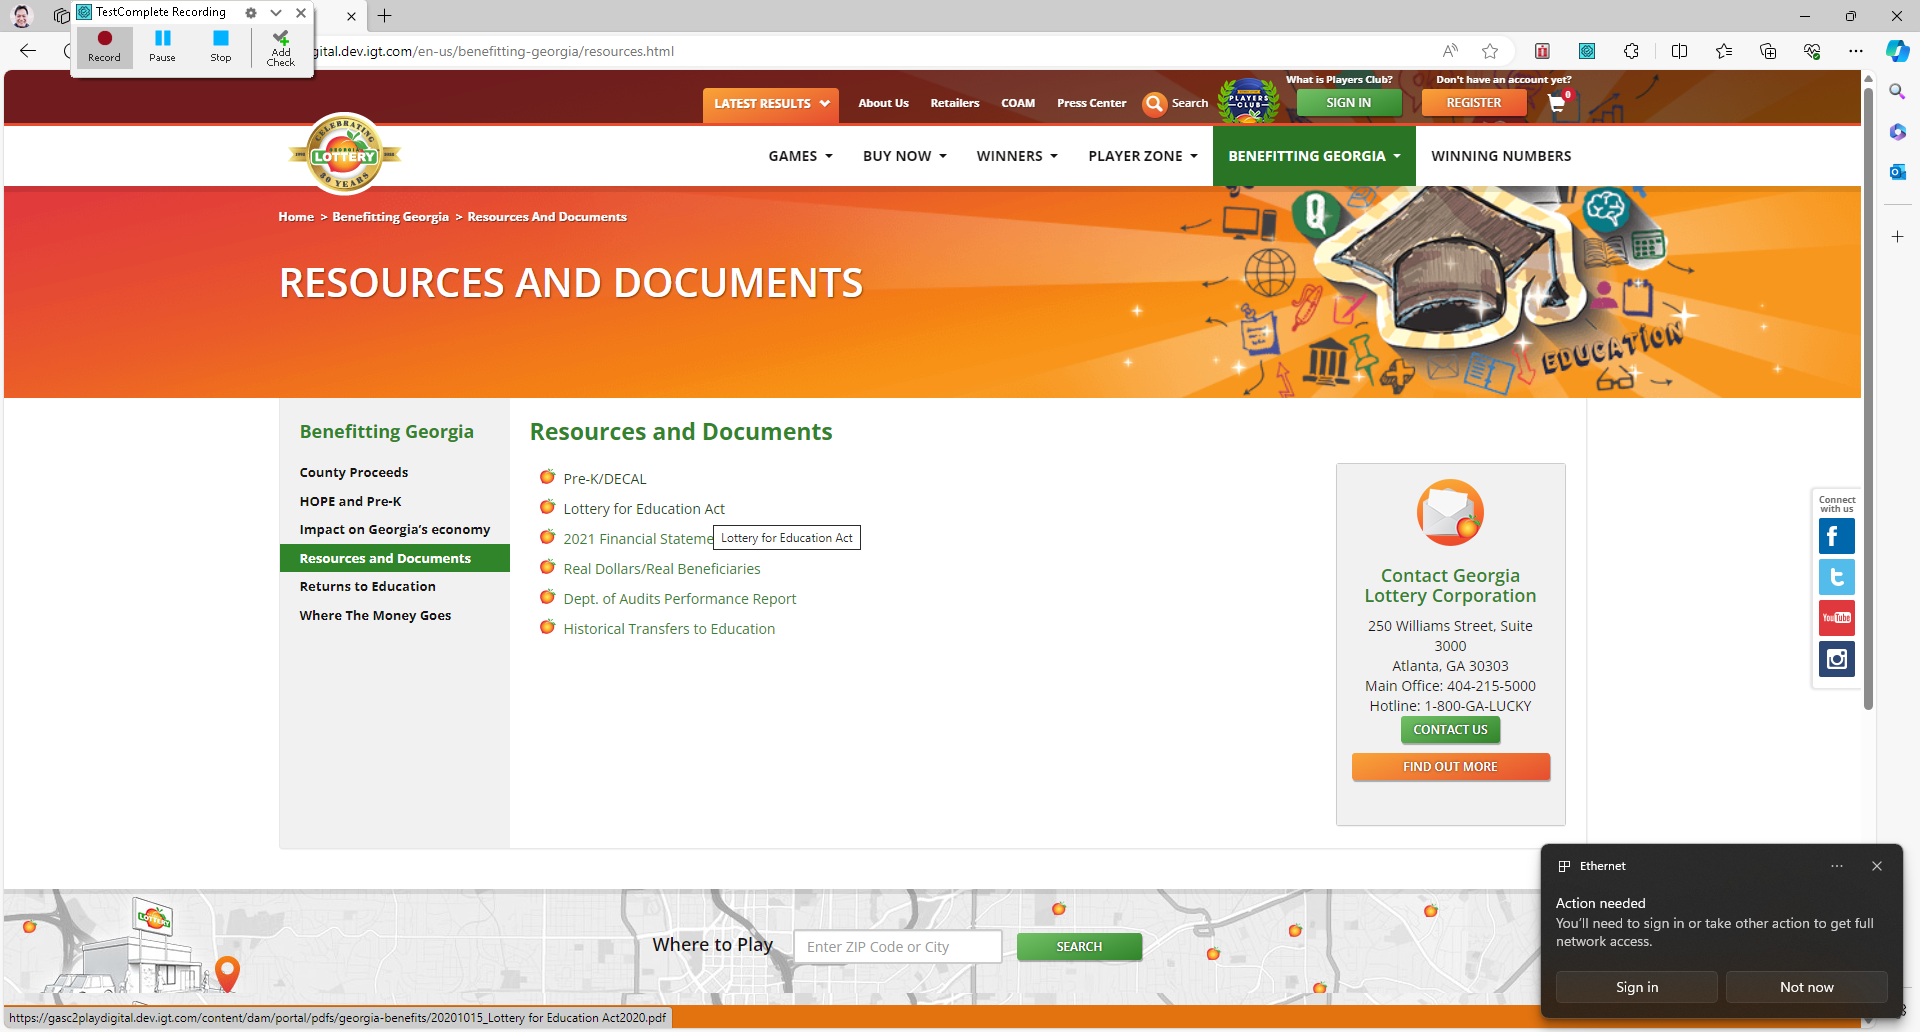 TestComplete Recording
Record
Pause
Stop
Add
Check
gital.dev.igt.com/en-us/benefitting-georgia/resources.html
What is Players Club?
Don't have an account yet?
LATEST RESULTS
About Us
Retailers
COAM
Press Center
Search
PLAYERS
CLUB
SIGN IN
REGISTER
0
CELEBRATING
GEORGIA
LOTTERY
30 YEARS
GAMES
BUY NOW
WINNERS
PLAYER ZONE
BENEFITTING GEORGIA
WINNING NUMBERS
Home > Benefitting Georgia > Resources And Documents
RESOURCES AND DOCUMENTS
Q
EDUCATION
Benefitting Georgia
County Proceeds
HOPE and Pre-K
Impact on Georgia's economy
Resources and Documents
Returns to Education
Where The Money Goes
Resources and Documents
Pre-K/DECAL
Lottery for Education Act
2021 Financial Stateme
Lottery for Education Act
Real Dollars/Real Beneficiaries
Dept. of Audits Performance Report
Historical Transfers to Education
Contact Georgia
Lottery Corporation
250 Williams Street, Suite
3000
Atlanta, GA 30303
Main Office: 404-215-5000
Hotline: 1-800-GA-LUCKY
CONTACT US
FIND OUT MORE
Connect
with us
YouTube
LOTTERY
Where to Play
Enter ZIP Code or City
SEARCH
Ethernet
Action needed
You'll need to sign in or take other action to get full
network access.
Sign in
Not now
https://gasc2playdigital.dev.igt.com/content/dam/portal/pdfs/georgia-benefits/20201015_Lottery for Education Act2020.pdf